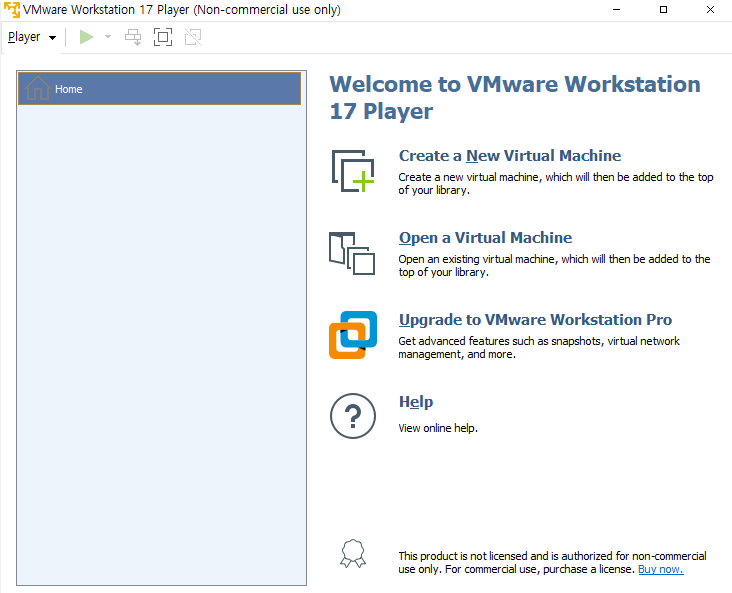 VMware Workstation 17 Player (Non-commercial use only)
Player
Home
Welcome to VMware Workstation
17 Player
Create a New Virtual Machine
Create a new virtual machine, which will then be added to the top
of your library.
Open a Virtual Machine
Open an existing virtual machine, which will then be added to the
top of your library.
Upgrade to VMware Workstation Pro
Get advanced features such as snapshots, virtual network
management, and more.
Help
View online help.
This product is not licensed and is authorized for non-commercial
use only. For commercial use, purchase a license. Buy now.